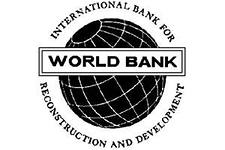 INTERNATIONAL BANK FOR
WORLD BANK
RECONSTRUCTION AND DEVELOPMENT